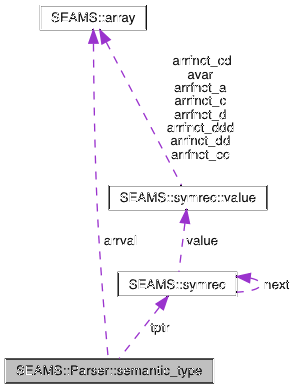 SEAMS::array
arrfnct_cd
avar
arrfnct_a
arrfnct_c
arrfnct_d
arrfnct_ddd
arrfnct_dd
arrfnct_cc
SEAMS::symrec::value
arrval
value
SEAMS::symrec
next
tptr
SEAMS::Parser::semantic_type